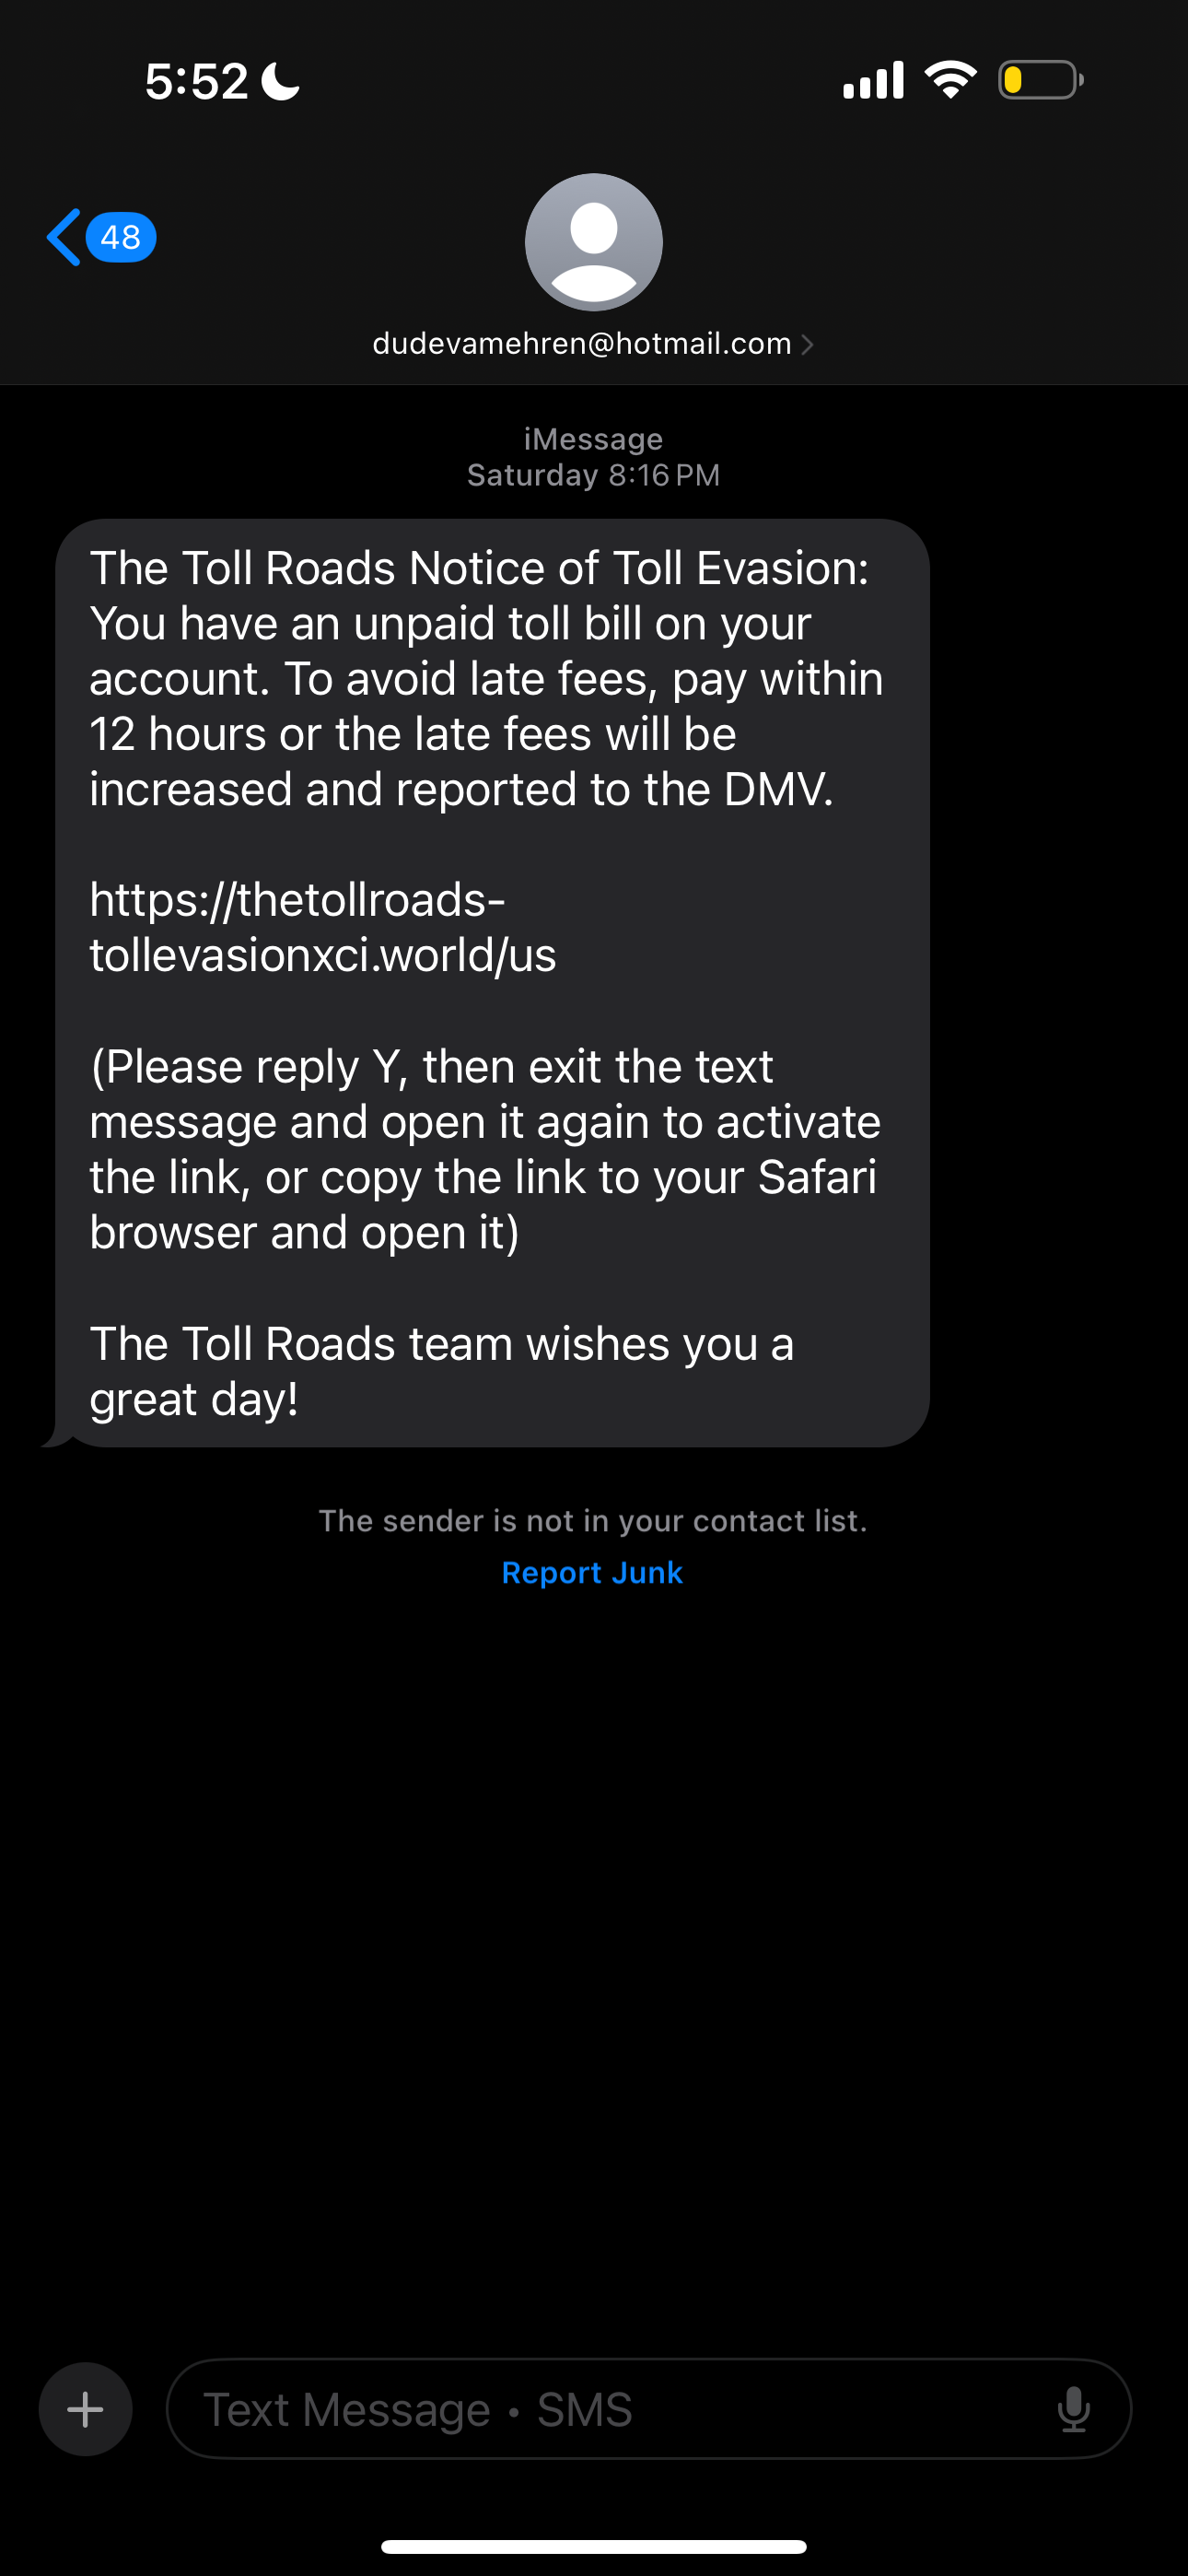 5:52
48
dudevamehren@hotmail.com
iMessage
Saturday 8:16 PM
The Toll Roads Notice of Toll Evasion:
You have an unpaid toll bill on your
account. To avoid late fees, pay within
12 hours or the late fees will be
increased and reported to the DMV.
https://thetollroads-
tollevasionxci.world/us
(Please reply Y, then exit the text
message and open it again to activate
the link, or copy the link to your Safari
browser and open it)
The Toll Roads team wishes you a
great day!
The sender is not in your contact list.
Report Junk
Text Message • SMS